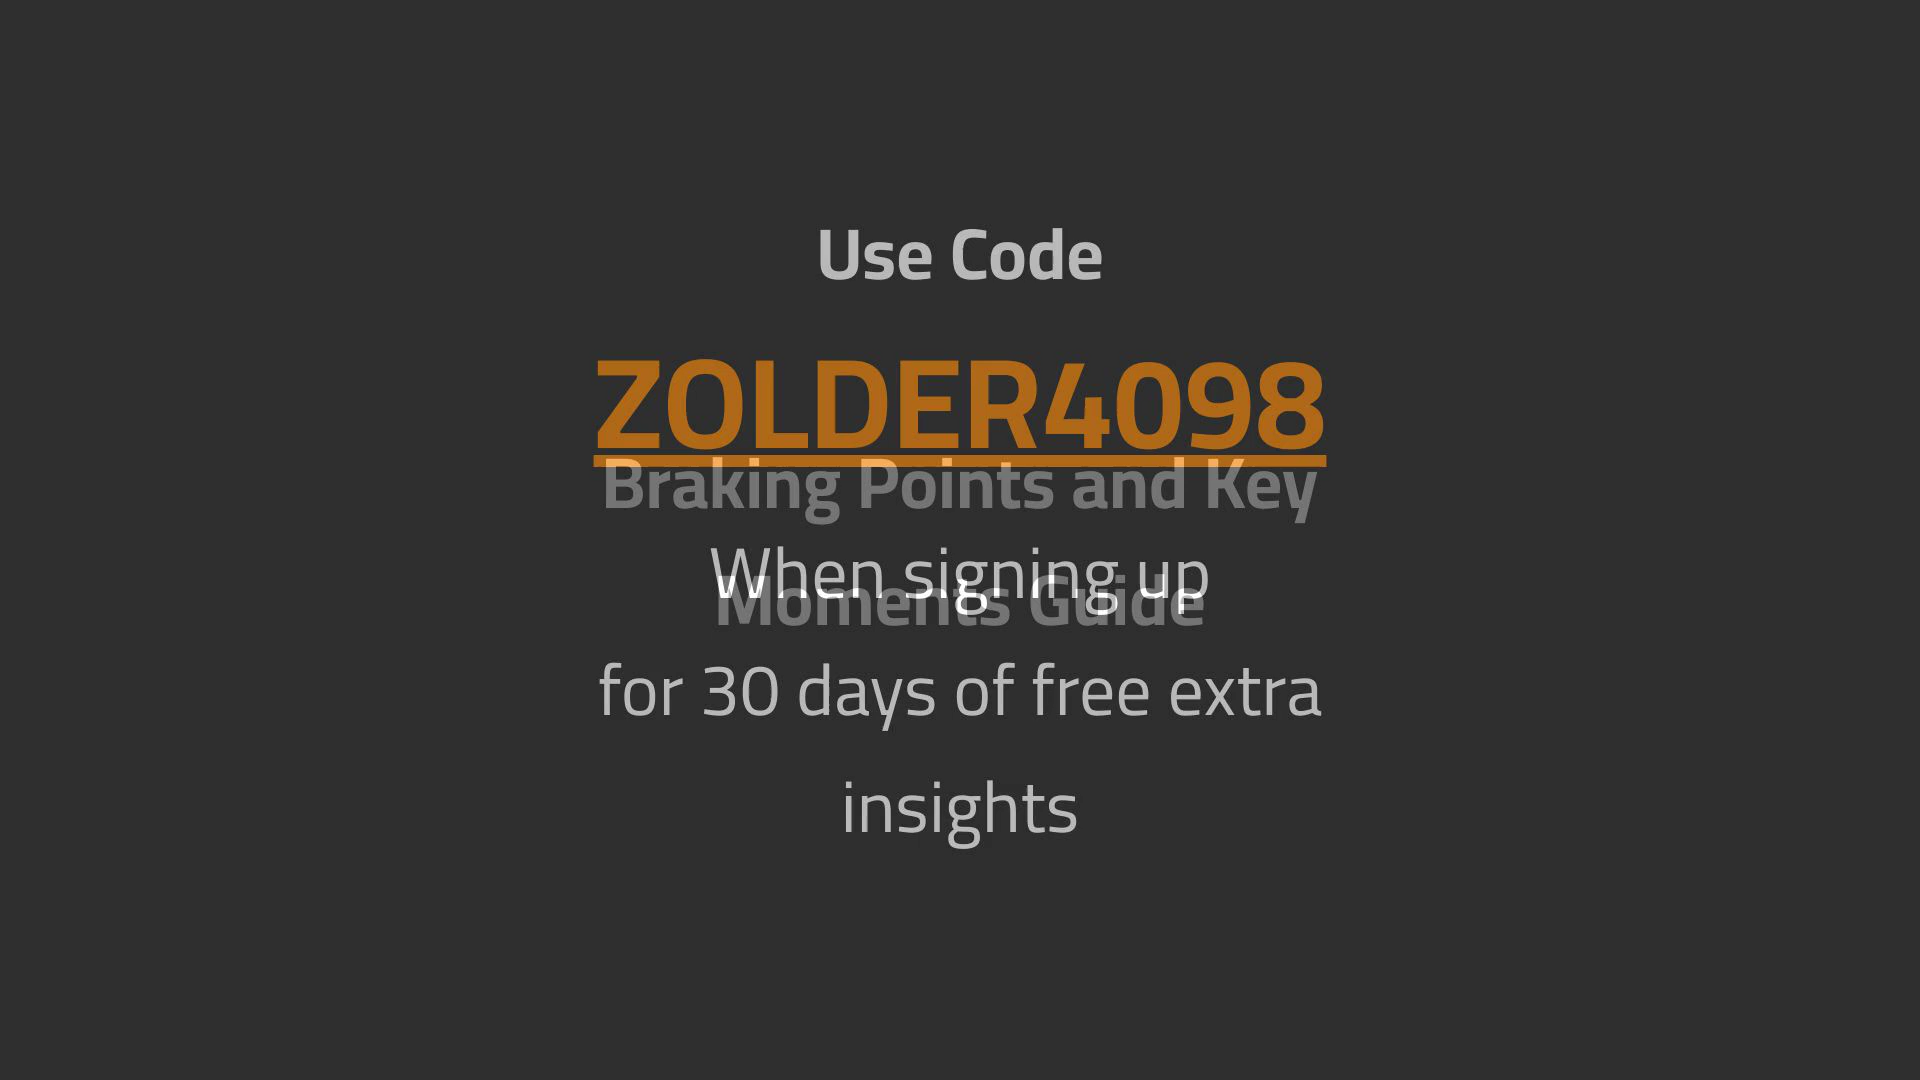 Use Code
ZOLDER4098
Braking Points and Key
When signing up
Moments Guide
for 30 days of free extra
insights